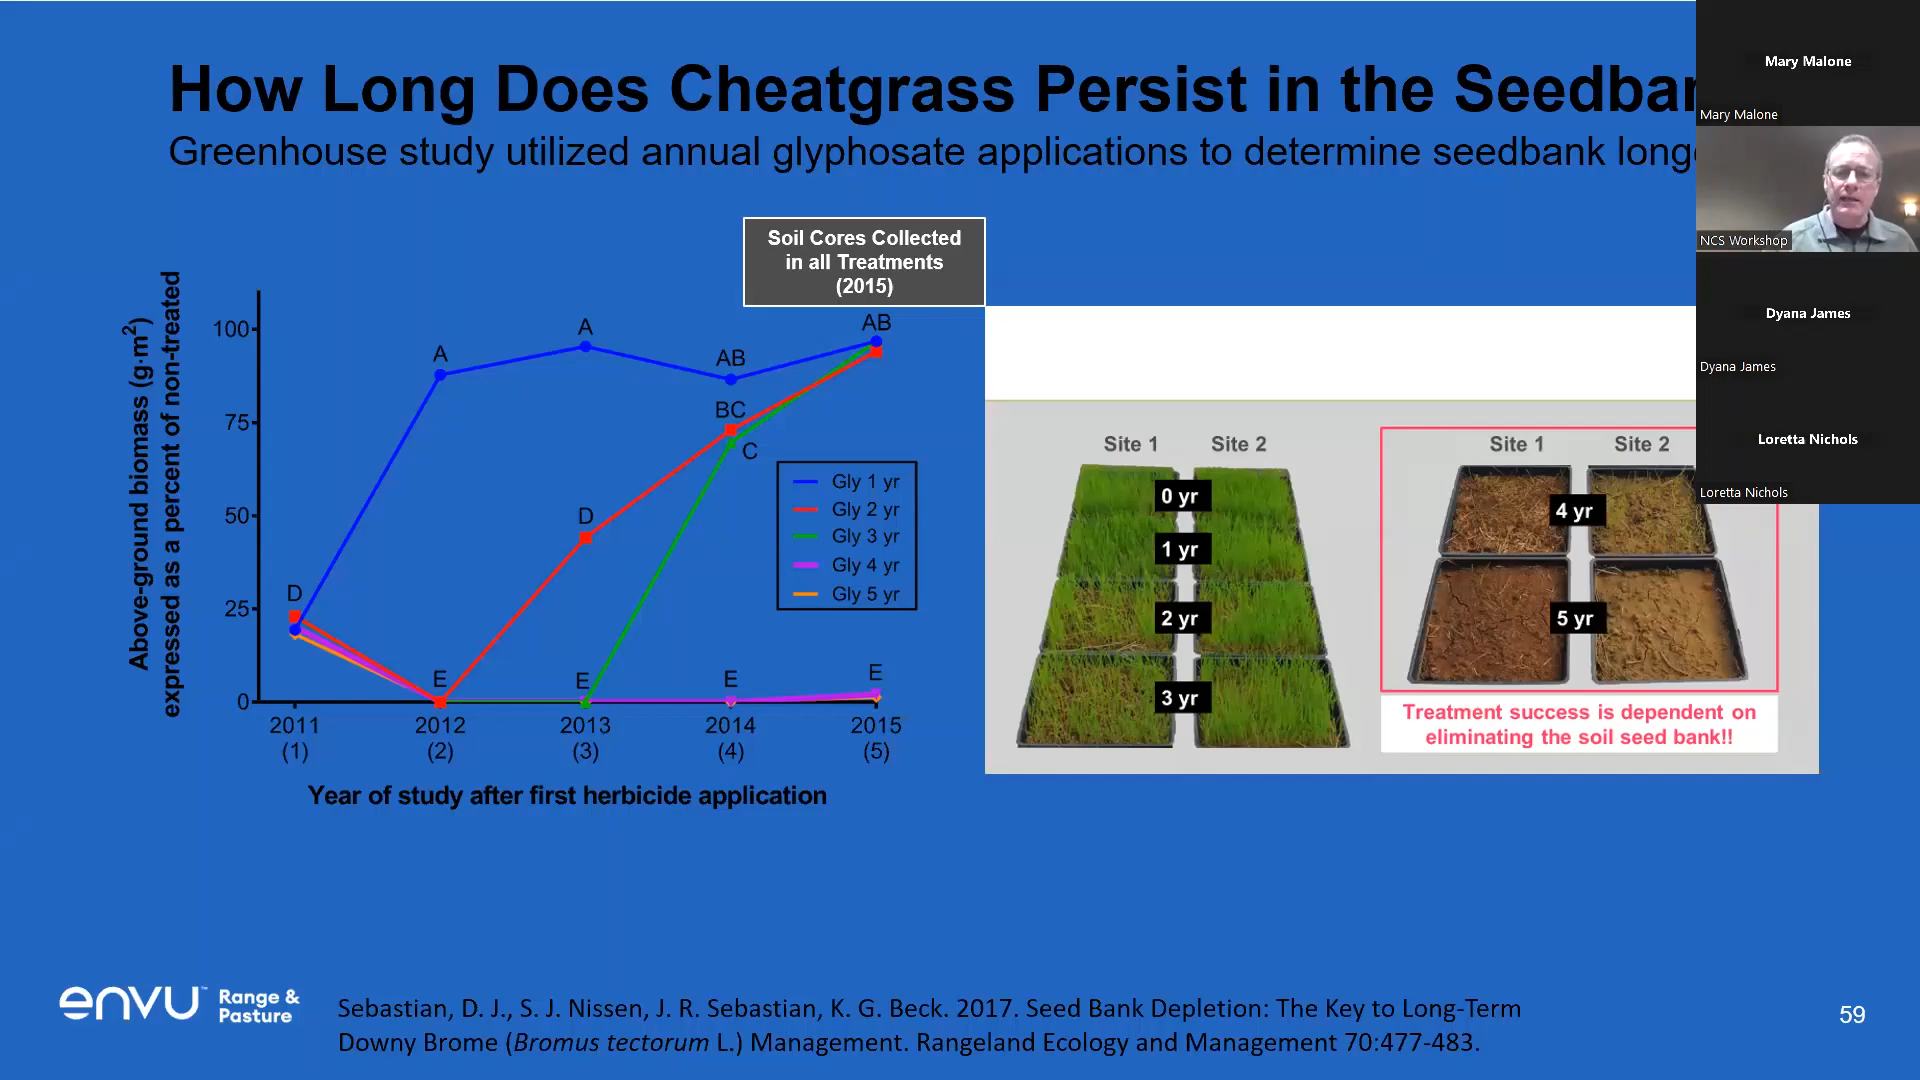 How Long Does Cheatgrass Persist in the Seedban
Greenhouse study utilized annual glyphosate applications to determine seedbank long
Soil Cores Collected
in all Treatments
(2015)
Above-ground biomass (g·m²)
expressed as a percent of non-treated
100
75
50
25
0
D
A
A
AB
AB
BC
C
D
E
E
E
E
Gly 1 yr
Gly 2 yr
Gly 3 yr
Gly 4 yr
Gly 5 yr
2011
(1)
2012
(2)
2013
(3)
2014
(4)
2015
(5)
Year of study after first herbicide application
Site 1 Site 2
0 yr
1 yr
2 yr
3 yr
Site 1 Site 2
4 yr
5 yr
Treatment success is dependent on
eliminating the soil seed bank!!
Mary Malone
Mary Malone
NCS Workshop
Dyana James
Dyana James
Loretta Nichols
Loretta Nichols
envu™ Range &
Pasture
Sebastian, D. J., S. J. Nissen, J. R. Sebastian, K. G. Beck. 2017. Seed Bank Depletion: The Key to Long-Term
Downy Brome (Bromus tectorum L.) Management. Rangeland Ecology and Management 70:477-483.
59